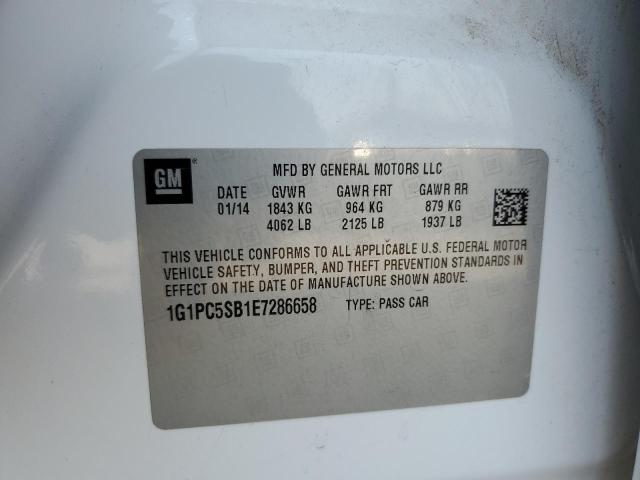 GM ® MFD BY GENERAL MOTORS LLC
DATE GVWR GAWR FRT GAWR RR
01/14 1843 KG 964 KG 879 KG
4062 LB 2125 LB 1937 LB
THIS VEHICLE CONFORMS TO ALL APPLICABLE U.S. FEDERAL MOTOR
VEHICLE SAFETY, BUMPER, AND THEFT PREVENTION STANDARDS IN
EFFECT ON THE DATE OF MANUFACTURE SHOWN ABOVE.
1G1PC5SB1E7286658 TYPE: PASS CAR